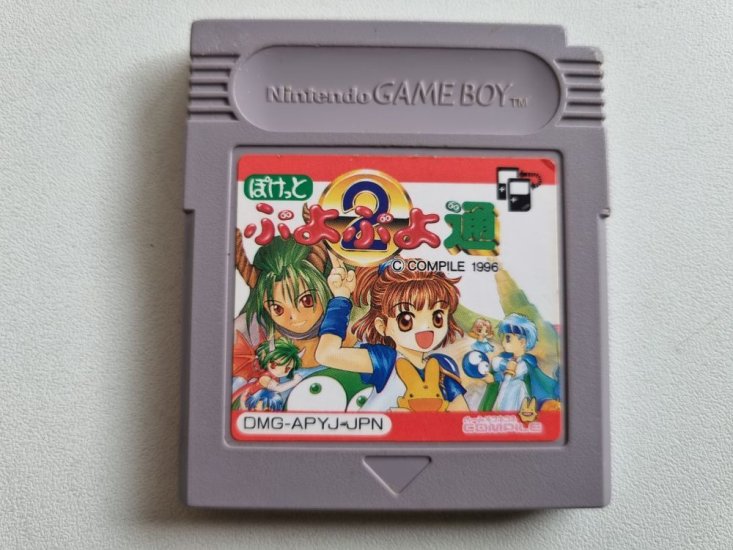 Nintendo GAME BOY TM
ぽけっと
ぷよぷよ通
2
© COMPILE 1996
DMG-APYJ-JPN
COMPILE